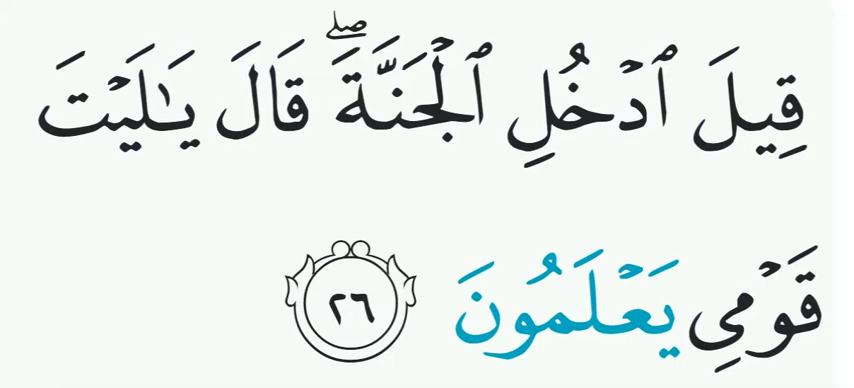 قِيلَ ٱدْخُلِ ٱلْجَنَّةَ ۖ قَالَ يَـٰلَيْتَ
قَوْمِى يَعْلَمُونَ ٢٦